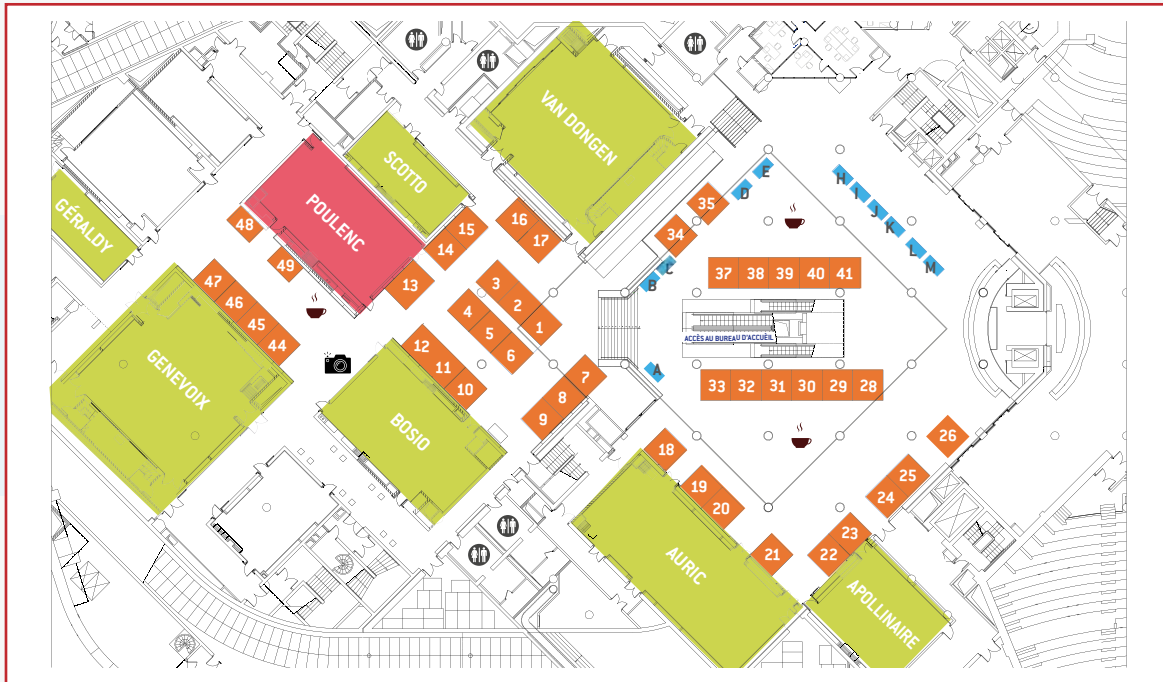 VAN DONGEN
SCOTTO
POULENC
GÉRALDY
E
D
H
I
J
K
L
M
35
34
16
17
15
14
13
48
49
C
B
37
38
39
40
41
3
2
1
4
5
6
47
46
45
44
GENEVOIX
ACCÈS AU BUREAU D'ACCUEIL
12
11
10
BOSIO
7
8
9
A
33
32
31
30
29
28
26
25
24
18
19
20
21
23
22
AURIC
APOLLINAIRE